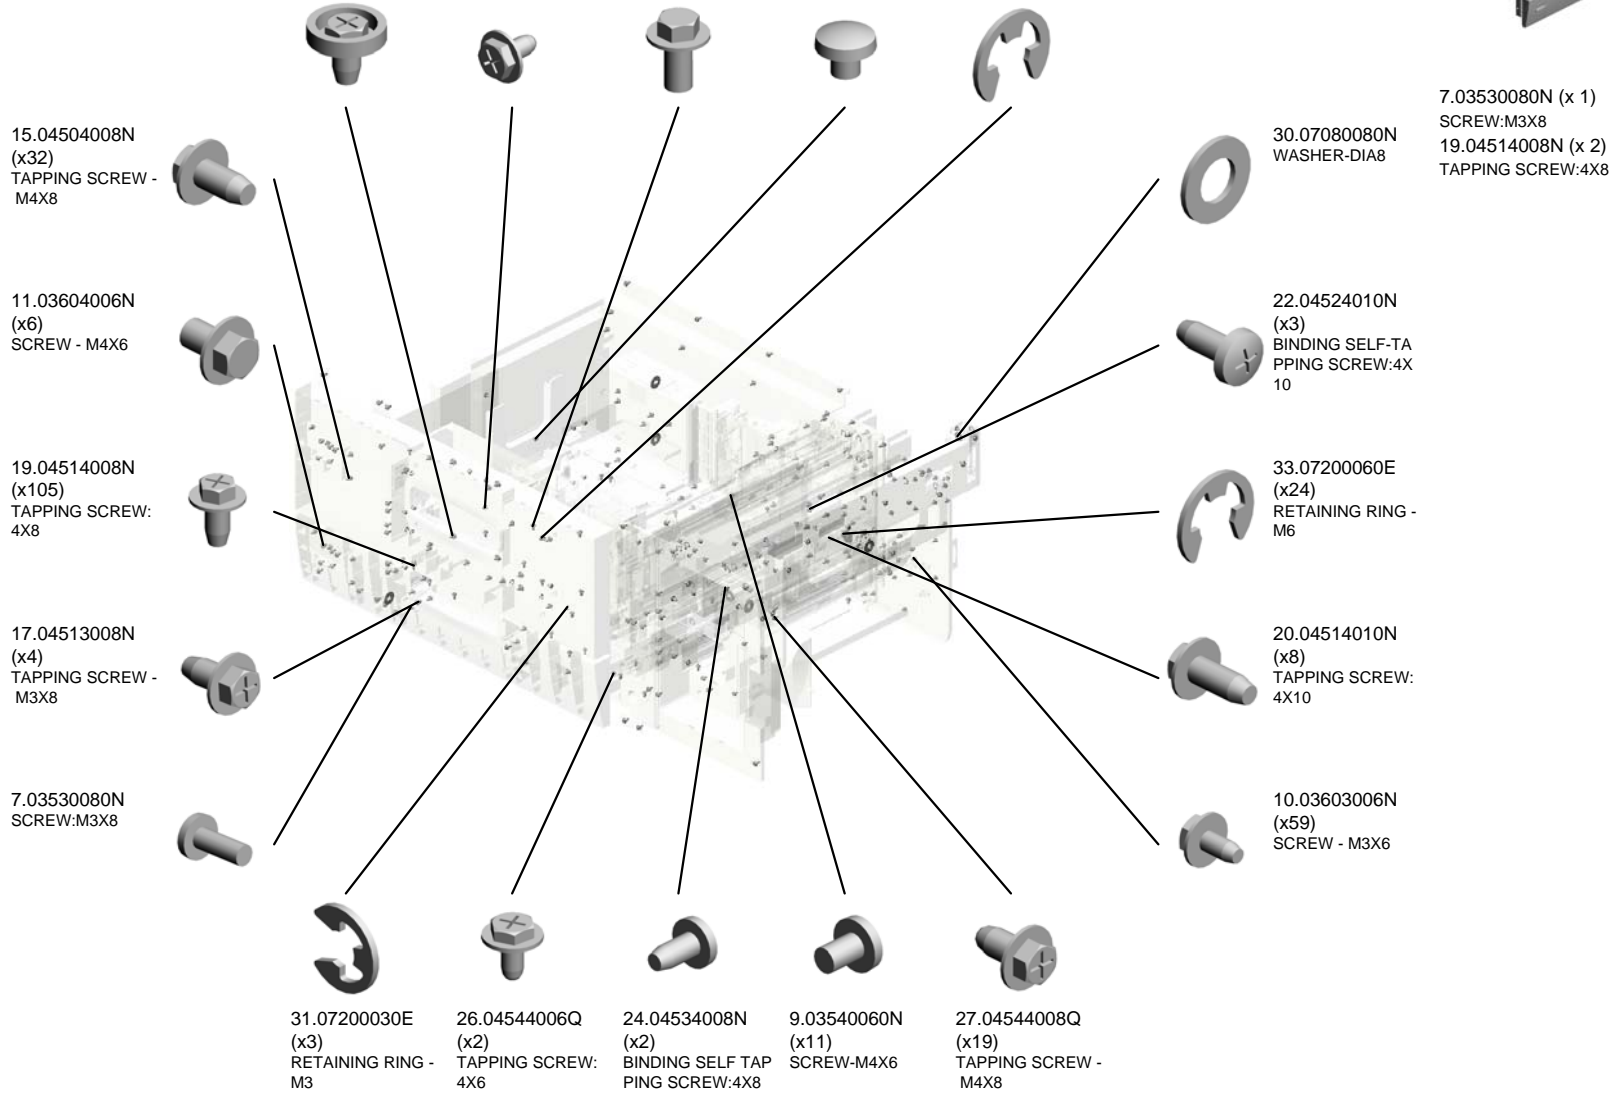 15.04504008N
(x32)
TAPPING SCREW -
M4X8
11.03604006N
(x6)
SCREW - M4X6
19.04514008N
(x105)
TAPPING SCREW:
4X8
17.04513008N
(x4)
TAPPING SCREW -
M3X8
7.03530080N
SCREW:M3X8
31.07200030E
(x3)
RETAINING RING -
M3
26.04544006Q
(x2)
TAPPING SCREW:
4X6
24.04534008N
(x2)
BINDING SELF TAP
PING SCREW:4X8
9.03540060N
(x11)
SCREW-M4X6
27.04544008Q
(x19)
TAPPING SCREW -
M4X8
30.07080080N
WASHER-DIA8
22.04524010N
(x3)
BINDING SELF-TA
PPING SCREW:4X
10
33.07200060E
(x24)
RETAINING RING -
M6
20.04514010N
(x8)
TAPPING SCREW:
4X10
10.03603006N
(x59)
SCREW - M3X6
7.03530080N (x 1)
SCREW:M3X8
19.04514008N (x 2)
TAPPING SCREW:4X8